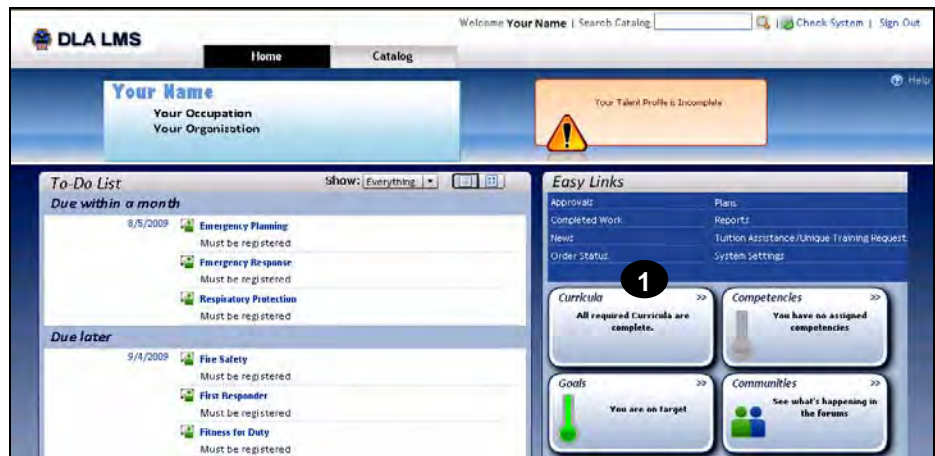 Welcome Your Name | Search Catalog | Check System | Sign Out
DLA LMS
Home Catalog
Help
Your Name
Your Occupation
Your Organization
Your Talent Profile is Incomplete
To-Do List Show: Everything
Due within a month
8/5/2009 Emergency Planning
Must be registered
Emergency Response
Must be registered
Respiratory Protection
Must be registered
Due later
9/4/2009 Fire Safety
Must be registered
First Responder
Must be registered
Fitness for Duty
Must be registered
Easy Links
Approvals Plans
Completed Work Reports
News Tuition Assistance/Unique Training Request
Order Status System Settings
1
Curricula >> Competencies >>
All required Curricula are You have no assigned
complete. competencies
Goals >> Communities >>
You are on target See what's happening in
the forums